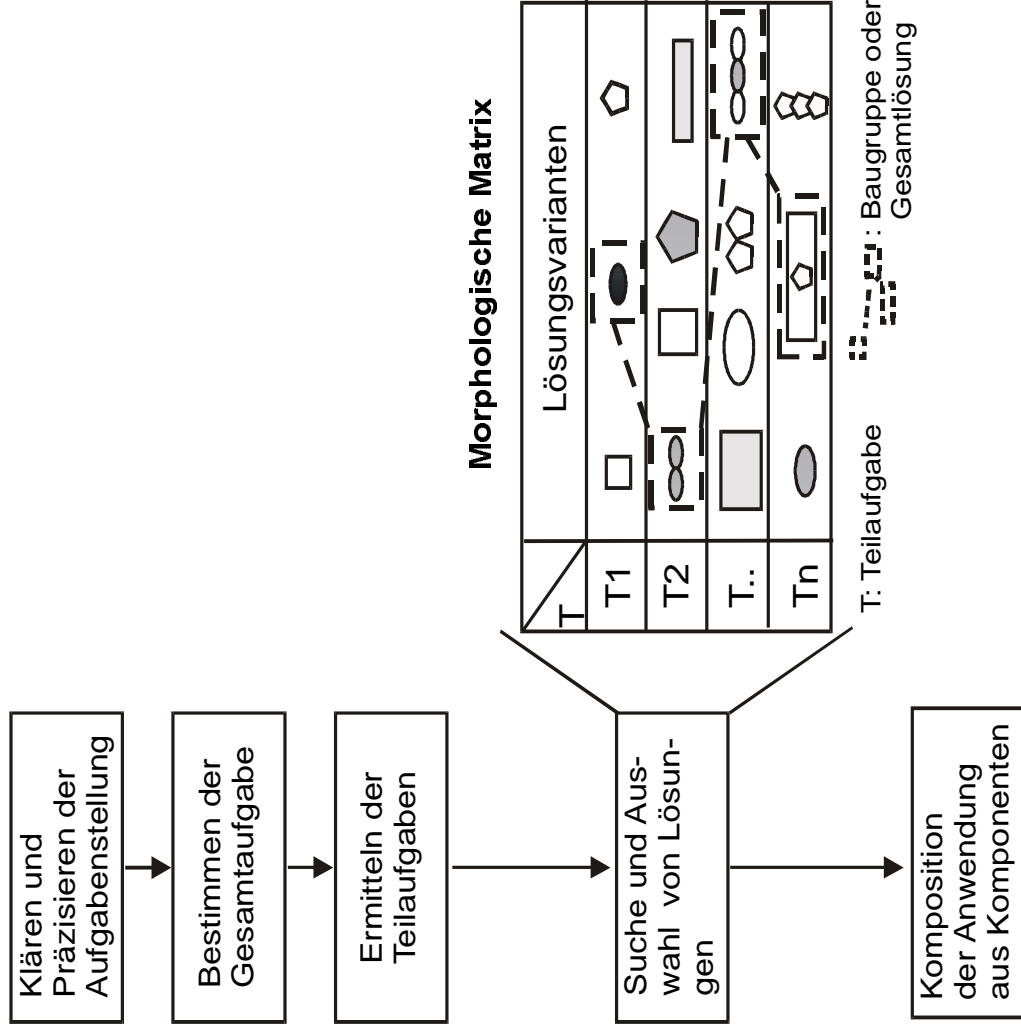 Klären und
Präzisieren der
Aufgabenstellung
Bestimmen der
Gesamtaufgabe
Ermitteln der
Teilaufgaben
Suche und Aus-
wahl von Lösun-
gen
Komposition
der Anwendung
aus Komponenten
Morphologische Matrix
T
Lösungsvarianten
T1
T2
T..
Tn
T: Teilaufgabe
: Baugruppe oder
Gesamtlösung